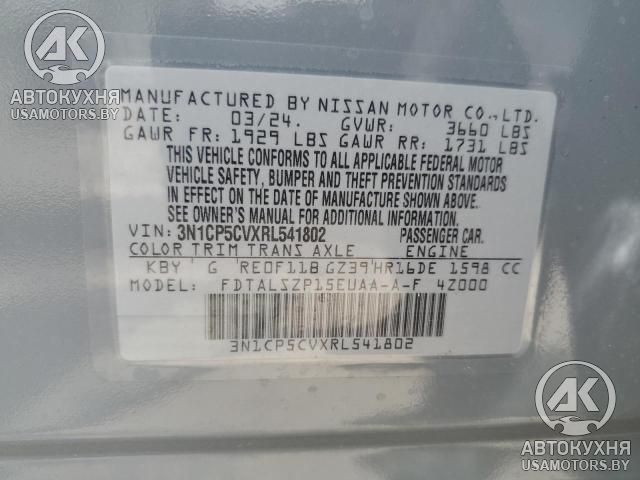 AK
АВТОКУХНЯ
USAMOTORS.BY
MANUFACTURED BY NISSAN MOTOR CO.,LTD.
DATE: 03/24. GVWR: 3660 LBS
GAWR FR: 1929 LBS GAWR RR: 1731 LBS
THIS VEHICLE CONFORMS TO ALL APPLICABLE FEDERAL MOTOR
VEHICLE SAFETY, BUMPER AND THEFT PREVENTION STANDARDS
IN EFFECT ON THE DATE OF MANUFACTURE SHOWN ABOVE.
SEE OWNER'S MANUAL FOR ADDITIONAL INFORMATION.
VIN: 3N1CP5CVXRL541802 PASSENGER CAR.
COLOR TRIM TRANS AXLE ENGINE
KBY G RE0F11B GZ39 HR16DE 1598 CC
MODEL FDTALSZP15EUAA-A-F 4Z000
3N1CP5CVXRL541802
AK
АВТОКУХНЯ
USAMOTORS.BY